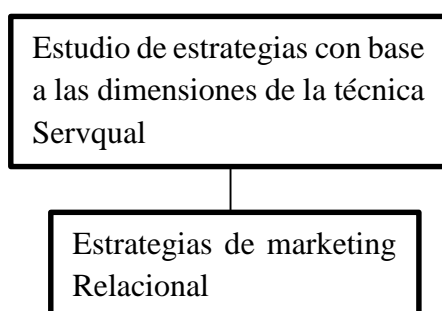 Estudio de estrategias con base
a las dimensiones de la técnica
Servqual
Estrategias de marketing
Relacional